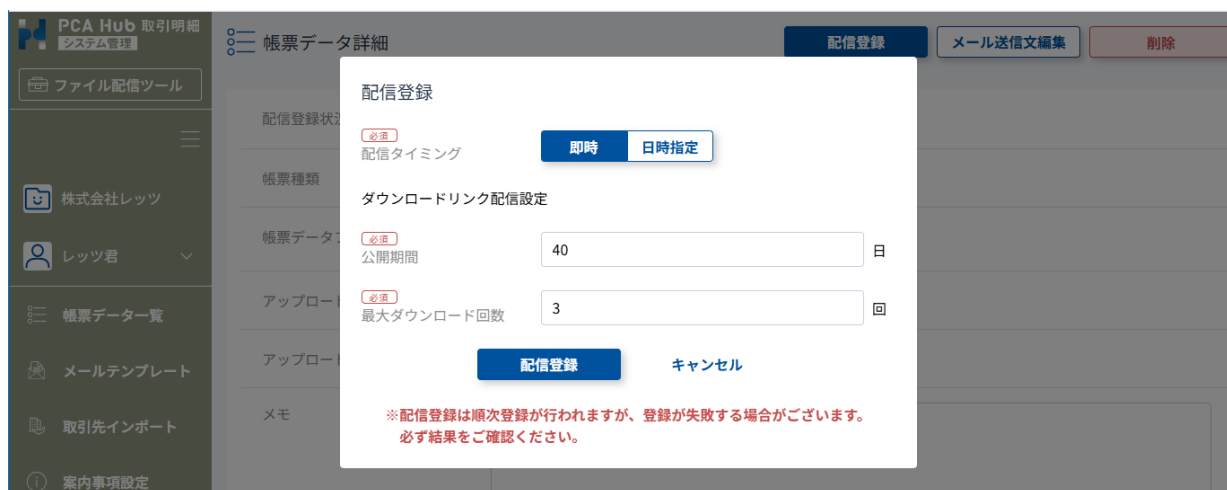 PCA Hub 取引明細
システム管理
ファイル配信ツール
株式会社レッツ
レッツ君
帳票データ一覧
メールテンプレート
取引先インポート
案内事項設定
帳票データ詳細
配信登録
メール送信文編集
削除
配信登録状
帳票種類
帳票データ
アップロード
アップロード
メモ
配信登録
必須
配信タイミング
即時
日時指定
ダウンロードリンク配信設定
必須
公開期間
40
日
必須
最大ダウンロード回数
3
回
配信登録
キャンセル
※配信登録は順次登録が行われますが、登録が失敗する場合がございます。
必ず結果をご確認ください。